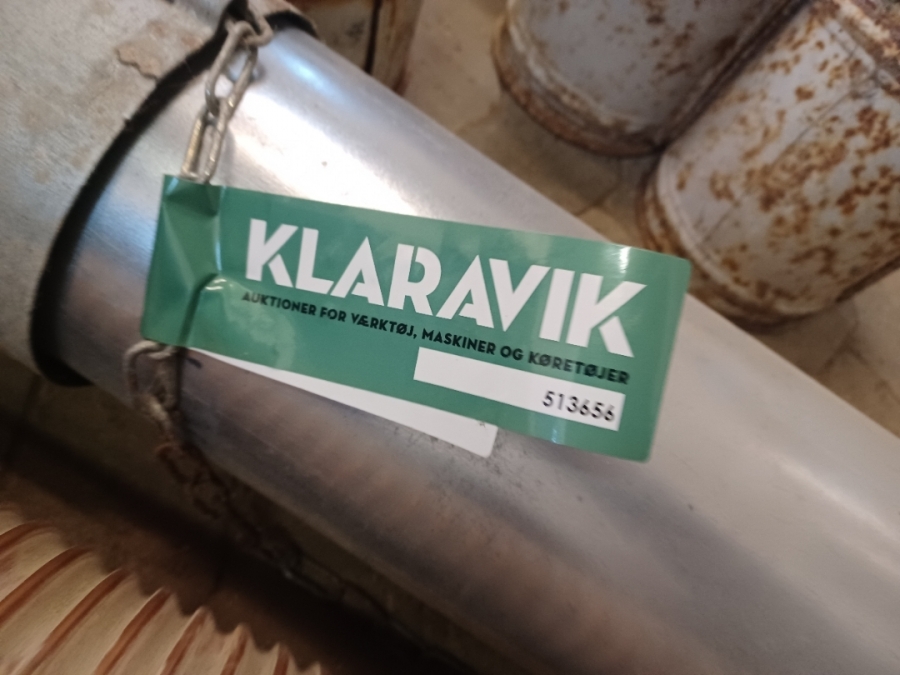 KLARAVIK
AUKTIONER FOR VÆRKTØJ, MASKINER OG KØRETØJER
513656